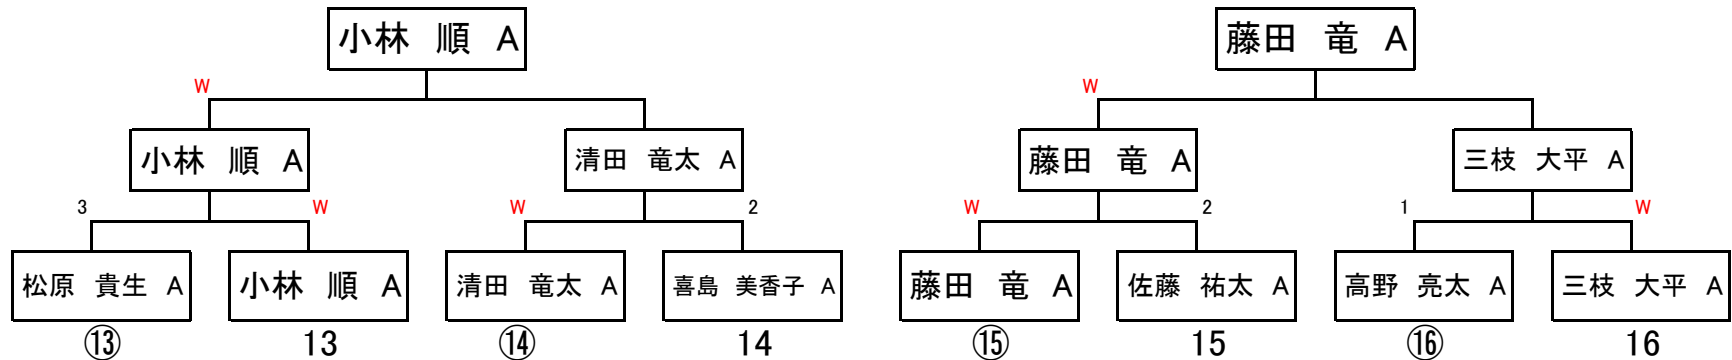 小林 順 A 藤田 竜 A
W W
小林 順 A 清田 竜太 A 藤田 竜 A 三枝 大平 A
3 W W 2 W 2 1 W
松原 貴生 A 小林 順 A 清田 竜太 A 喜島 美香子 A 藤田 竜 A 佐藤 祐太 A 高野 亮太 A 三枝 大平 A
⑬ 13 ⑭ 14 ⑮ 15 ⑯ 16